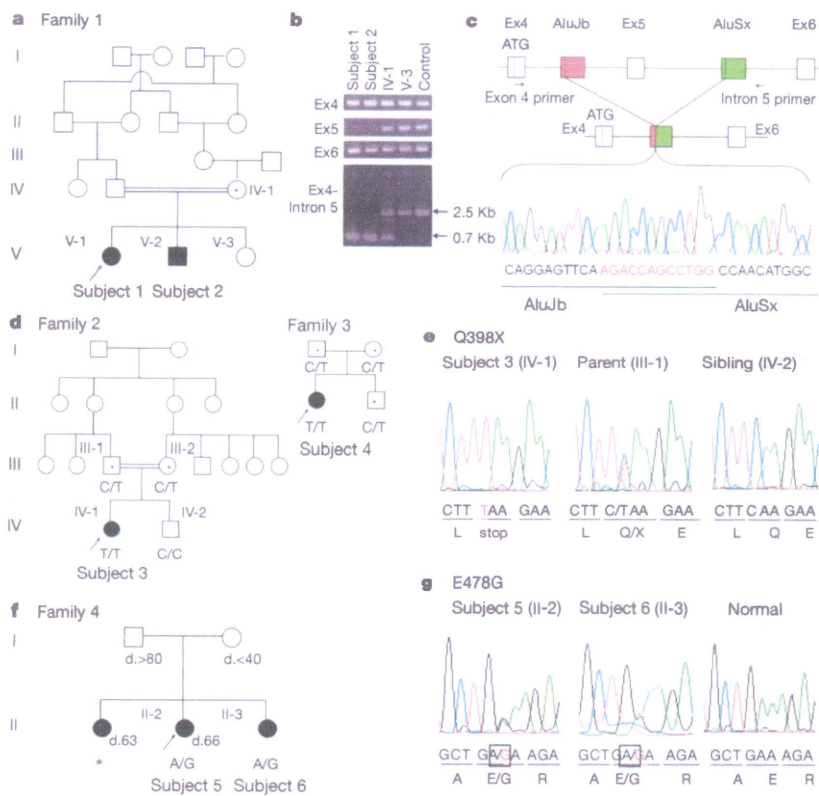 a Family 1
I
II
III
IV
IV-1
V-1
V-2
V-3
V
Subject 1 Subject 2
b
Subject 1
Subject 2
IV-1
V-3
Control
Ex4
Ex5
Ex6
Ex4-
Intron 5
2.5 Kb
0.7 Kb
c
Ex4 AluJb Ex5 AluSx Ex6
ATG
Exon 4 primer Intron 5 primer
ATG
Ex4 Ex6
CAGGAGTTCA AGACCAGCCTGG CCAACATGGC
AluJb AluSx
d Family 2
I
II
III
III-1 III-2
C/T C/T
IV-1 IV-2
IV
T/T C/C
Subject 3
Family 3
C/T C/T
T/T C/T
Subject 4
e Q398X
Subject 3 (IV-1) Parent (III-1) Sibling (IV-2)
CTT TAA GAA CTT C/TAA GAA CTT CAA GAA
L stop L Q/X E L Q E
f Family 4
I
d.>80 d.<40
II-2 II-3
II
d.63 d.66
* A/G A/G
Subject 5 Subject 6
g E478G
Subject 5 (II-2) Subject 6 (II-3) Normal
GCT GA/GA AGA GCT GA/GA AGA GCT GAA AGA
A E/G R A E/G R A E R